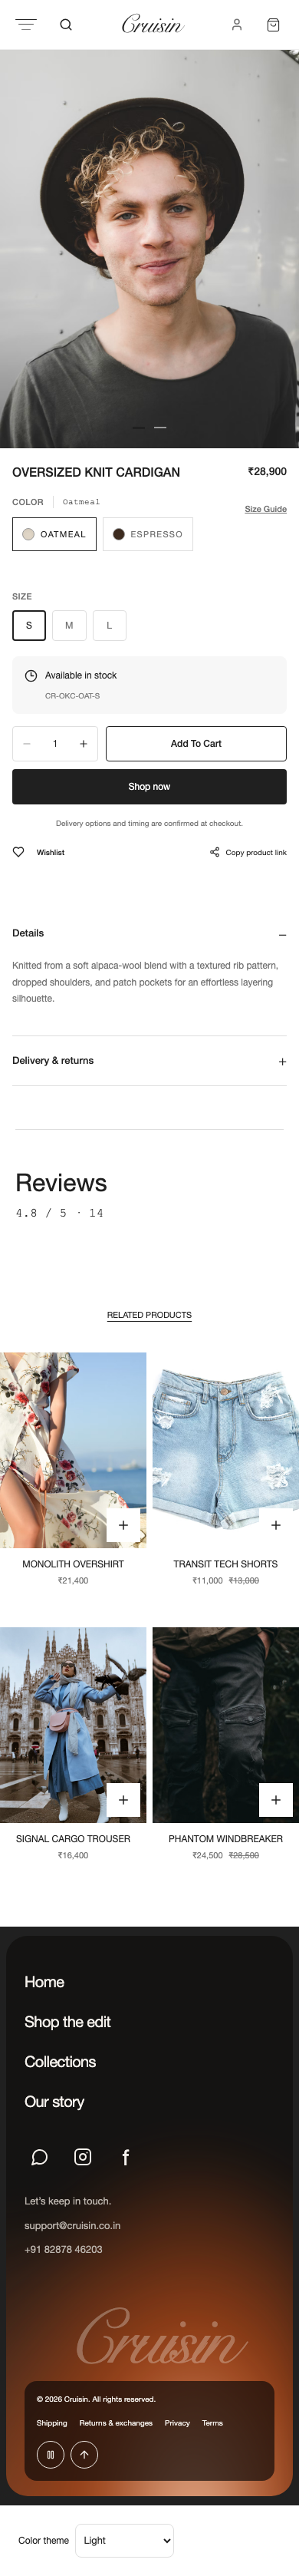 Cruisin
OVERSIZED KNIT CARDIGAN ₹28,900
COLOR Oatmeal
Size Guide
OATMEAL ESPRESSO
SIZE
S M L
Available in stock
CR-OKC-OAT-S
1 Add To Cart
Shop now
Delivery options and timing are confirmed at checkout.
Wishlist Copy product link
Details
Knitted from a soft alpaca-wool blend with a textured rib pattern,
dropped shoulders, and patch pockets for an effortless layering
silhouette.
Delivery & returns
Reviews
4.8 / 5 · 14
RELATED PRODUCTS
MONOLITH OVERSHIRT TRANSIT TECH SHORTS
₹21,400 ₹11,000 ₹13,000
SIGNAL CARGO TROUSER PHANTOM WINDBREAKER
₹16,400 ₹24,500 ₹28,500
Home
Shop the edit
Collections
Our story
Let's keep in touch.
support@cruisin.co.in
+91 82878 46203
Cruisin
© 2026 Cruisin. All rights reserved.
Shipping Returns & exchanges Privacy Terms
Color theme Light